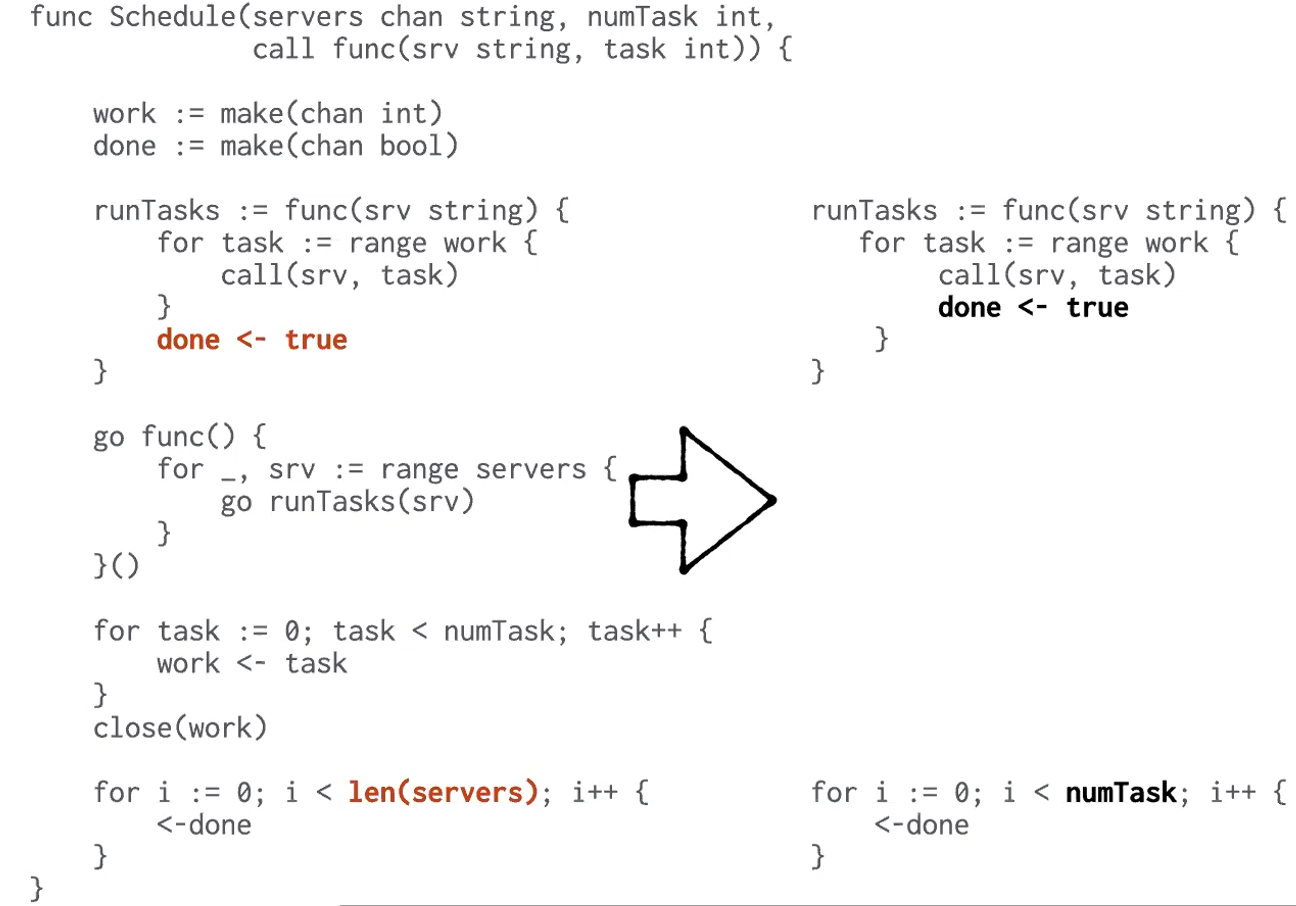 func Schedule(servers chan string, numTask int,
              call func(srv string, task int)) {

    work := make(chan int)
    done := make(chan bool)

    runTasks := func(srv string) {
        for task := range work {
            call(srv, task)
        }
        done <- true
    }

    go func() {
        for _, srv := range servers {
            go runTasks(srv)
        }
    }()

    for task := 0; task < numTask; task++ {
        work <- task
    }
    close(work)

    for i := 0; i < len(servers); i++ {
        <-done
    }
}

runTasks := func(srv string) {
   for task := range work {
        call(srv, task)
        done <- true
    }
}

for i := 0; i < numTask; i++ {
    <-done
}